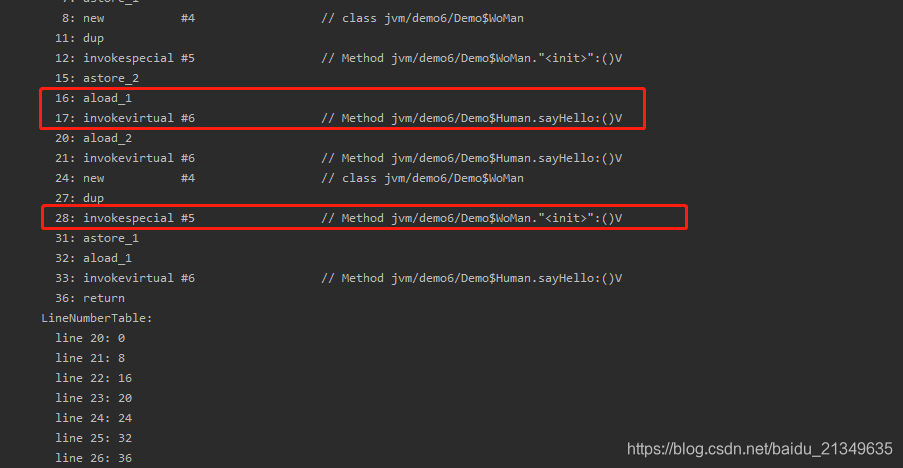 7: astore_1
8: new #4 // class jvm/demo6/Demo$WoMan
11: dup
12: invokespecial #5 // Method jvm/demo6/Demo$WoMan."<init>":()V
15: astore_2
16: aload_1
17: invokevirtual #6 // Method jvm/demo6/Demo$Human.sayHello:()V
20: aload_2
21: invokevirtual #6 // Method jvm/demo6/Demo$Human.sayHello:()V
24: new #4 // class jvm/demo6/Demo$WoMan
27: dup
28: invokespecial #5 // Method jvm/demo6/Demo$WoMan."<init>":()V
31: astore_1
32: aload_1
33: invokevirtual #6 // Method jvm/demo6/Demo$Human.sayHello:()V
36: return
LineNumberTable:
line 20: 0
line 21: 8
line 22: 16
line 23: 20
line 24: 24
line 25: 32
line 26: 36
https://blog.csdn.net/baidu_21349635